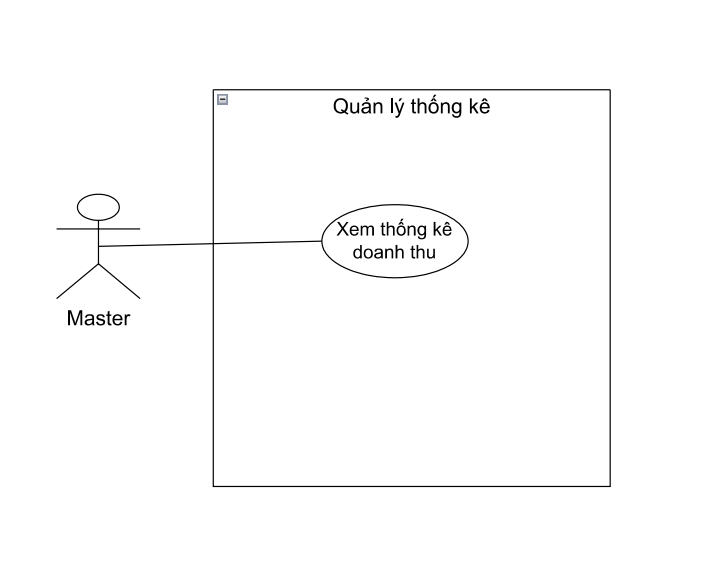 Quản lý thống kê
Xem thống kê
doanh thu
Master